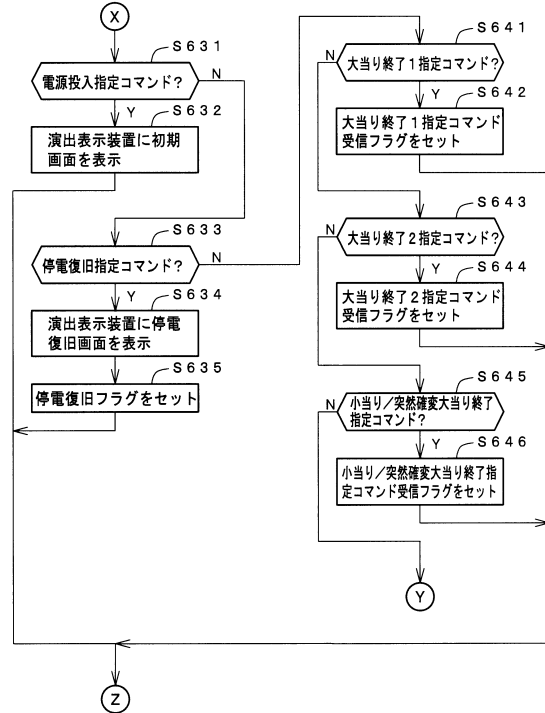 X
S631
電源投入指定コマンド?
N
Y
S632
演出表示装置に初期
画面を表示
S633
停電復旧指定コマンド?
N
Y
S634
演出表示装置に停電
復旧画面を表示
S635
停電復旧フラグをセット
Z
S641
N
大当り終了1指定コマンド?
Y
S642
大当り終了1指定コマンド
受信フラグをセット
S643
N
大当り終了2指定コマンド?
Y
S644
大当り終了2指定コマンド
受信フラグをセット
S645
N
小当り/突然確変大当り終了
指定コマンド?
Y
S646
小当り/突然確変大当り終了指
定コマンド受信フラグをセット
Y